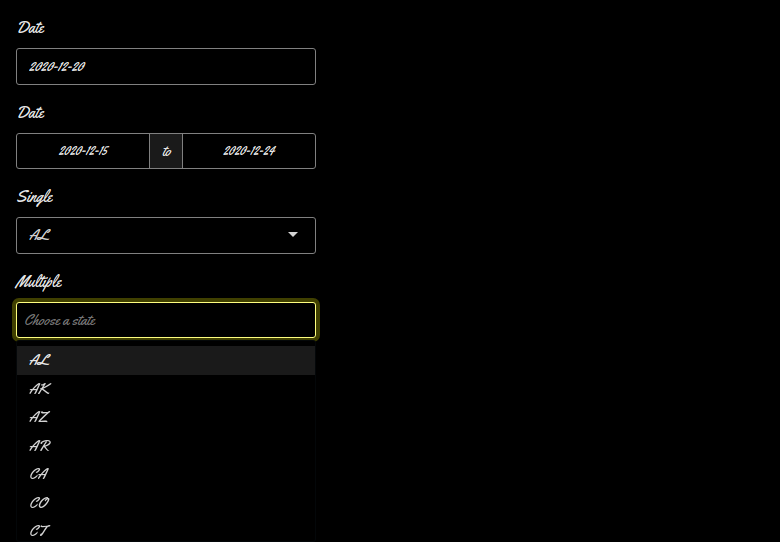 Date
2020-12-20
Date
2020-12-15 to 2020-12-24
Single
AL
Multiple
Choose a state
AL
AK
AZ
AR
CA
CO
CT